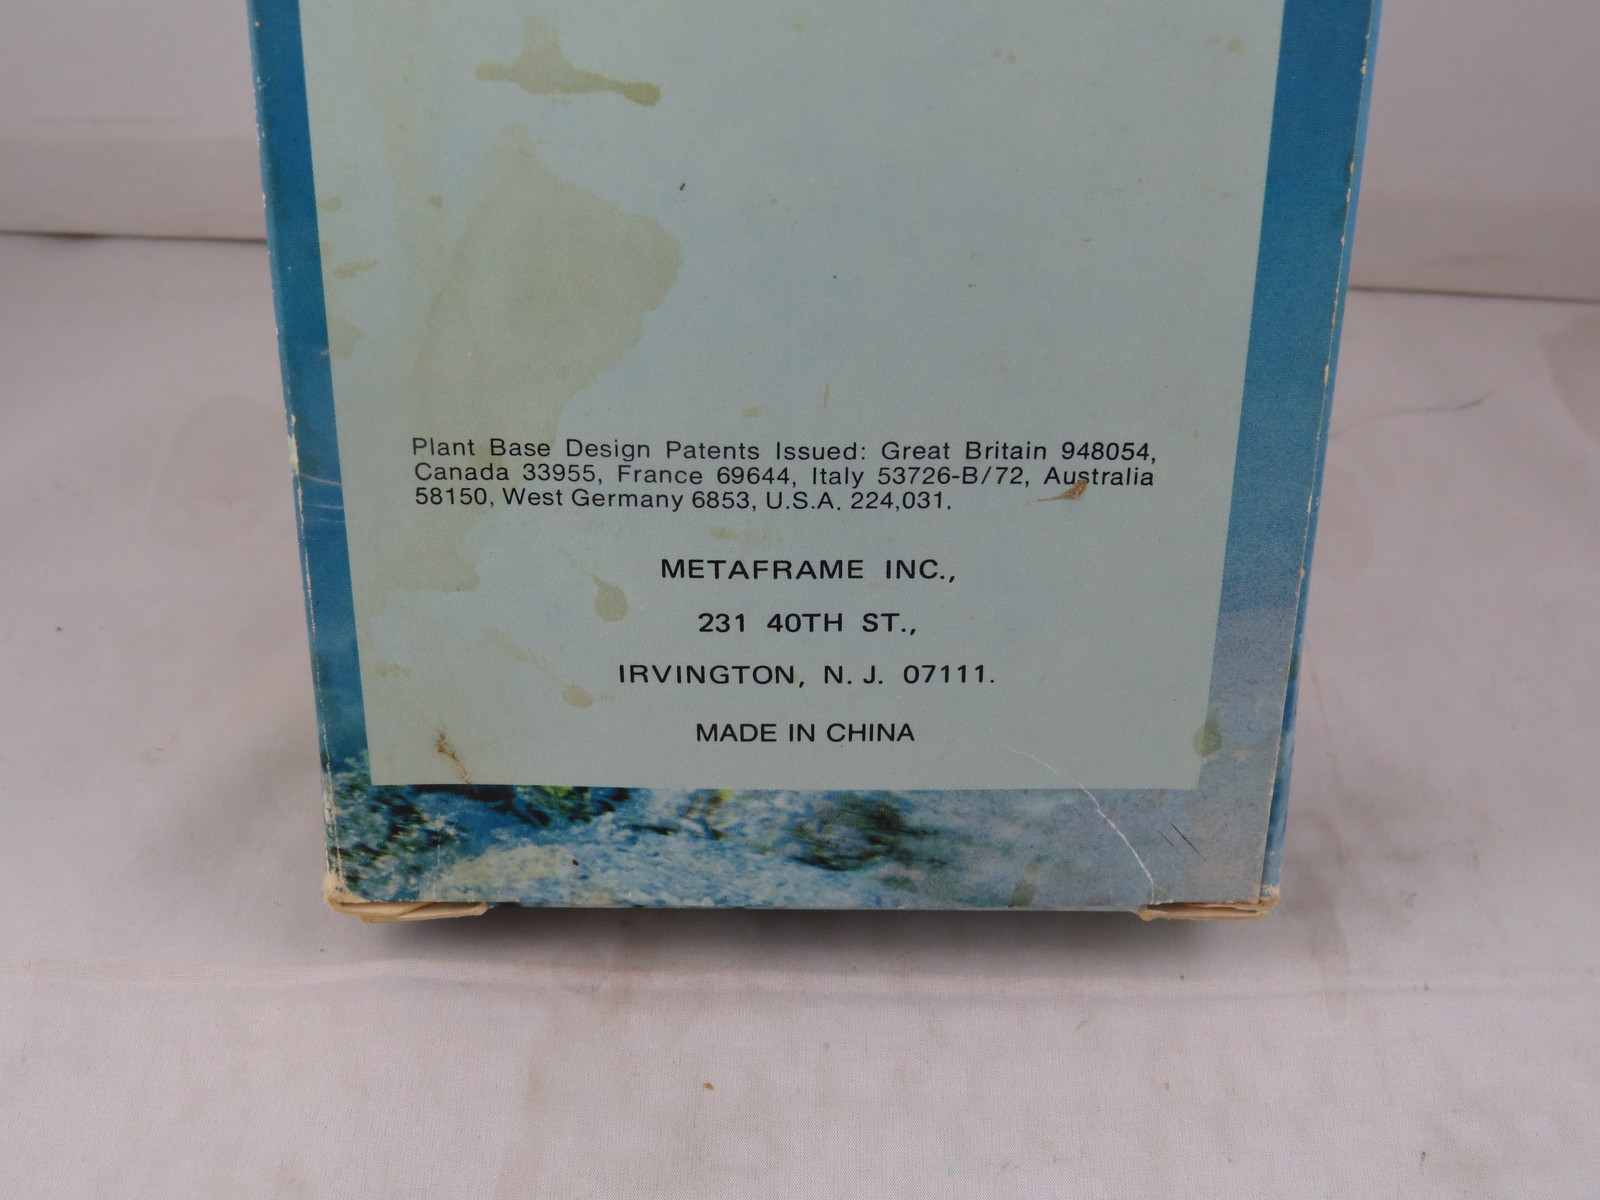 Plant Base Design Patents Issued: Great Britain 948054,
Canada 33955, France 69644, Italy 53726-B/72, Australia
58150, West Germany 6853, U.S.A. 224,031.
METAFRAME INC.,
231 40TH ST.,
IRVINGTON, N. J. 07111.
MADE IN CHINA